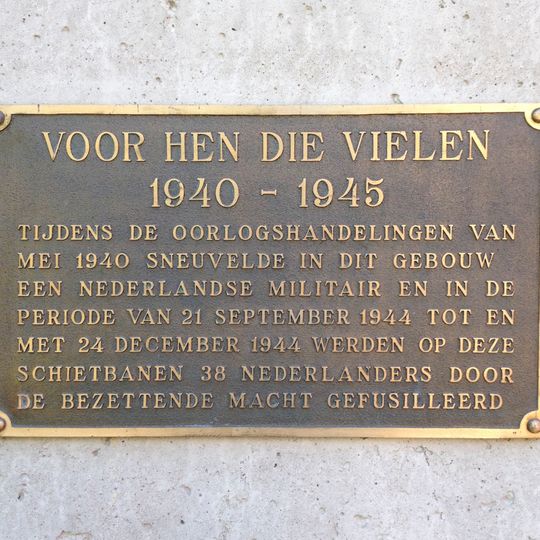 VOOR HEN DIE VIELEN
1940 - 1945
TIJDENS DE OORLOGSHANDELINGEN VAN
MEI 1940 SNEUVELDE IN DIT GEBOUW
EEN NEDERLANDSE MILITAIR EN IN DE
PERIODE VAN 21 SEPTEMBER 1944 TOT EN
MET 24 DECEMBER 1944 WERDEN OP DEZE
SCHIETBANEN 38 NEDERLANDERS DOOR
DE BEZETTENDE MACHT GEFUSILLEERD